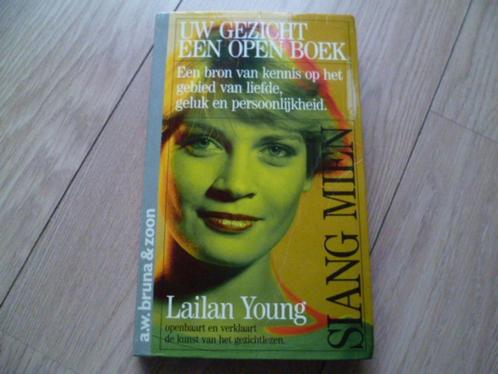 UW GEZICHT
EEN OPEN BOEK
Een bron van kennis op het
gebied van liefde,
geluk en persoonlijkheid.
SIANG MIEN
a.w. bruna & zoon
Lailan Young
openbaart en verklaart
de kunst van het gezichtlezen.